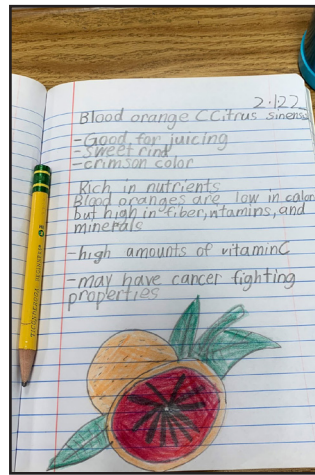 2.1.22
Blood orange CCitrus sinensis
-Good for juicing
-Sweet rind
-crimson color
Rich in nutrients
Blood oranges are low in calor
but high in fiber, vitamins, and
minerals
-high amounts of vitamin C
-may have cancer fighting
properties